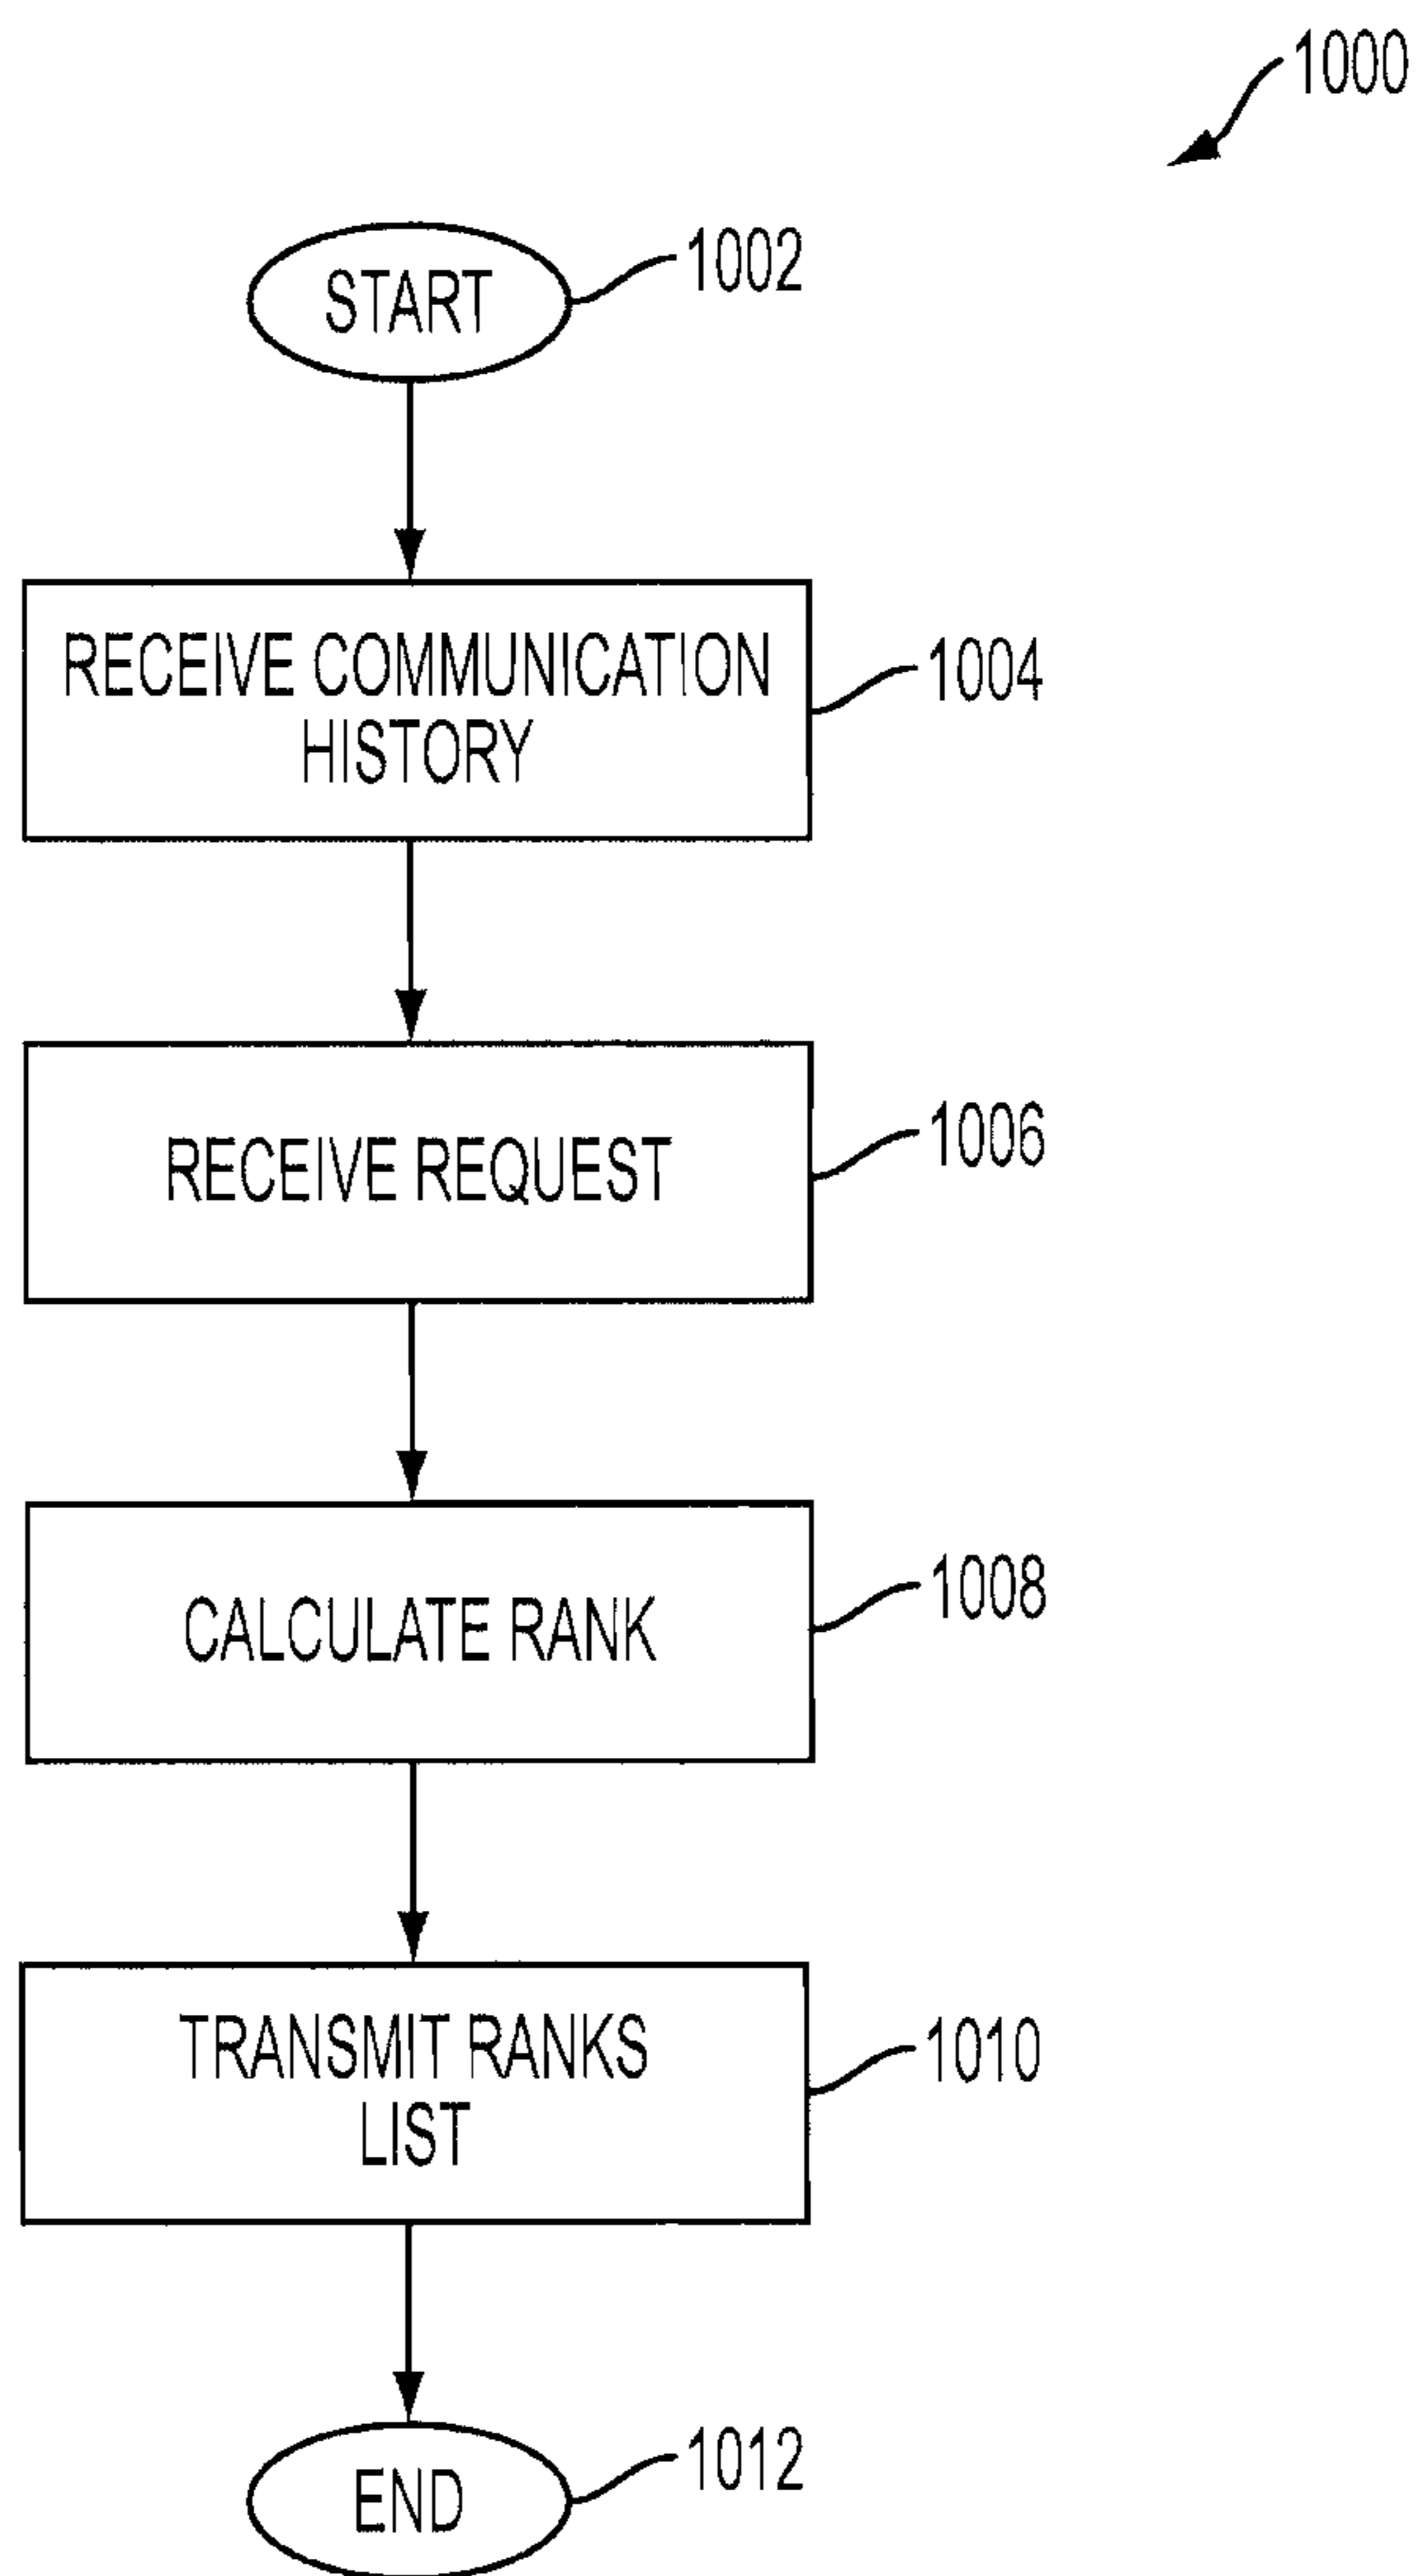 1000
START
1002
RECEIVE COMMUNICATION
HISTORY
1004
RECEIVE REQUEST
1006
CALCULATE RANK
1008
TRANSMIT RANKS
LIST
1010
END
1012